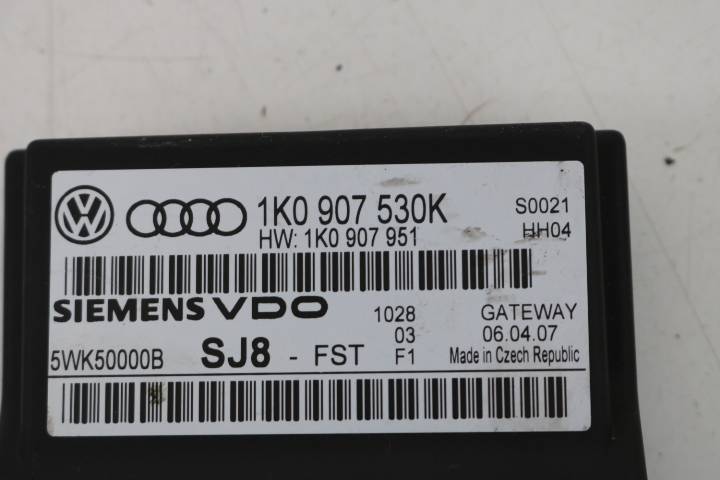 1K0 907 530K S0021
HW: 1K0 907 951 HH04
SIEMENS VDO 1028 GATEWAY
03 06.04.07
5WK50000B SJ8 - FST F1 Made in Czech Republic